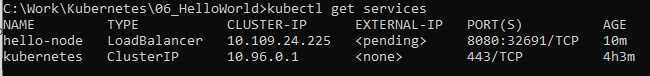 C:\Work\Kubernetes\06_HelloWorld>kubectl get services
NAME TYPE CLUSTER-IP EXTERNAL-IP PORT(S) AGE
hello-node LoadBalancer 10.109.24.225 <pending> 8080:32691/TCP 10m
kubernetes ClusterIP 10.96.0.1 <none> 443/TCP 4h3m